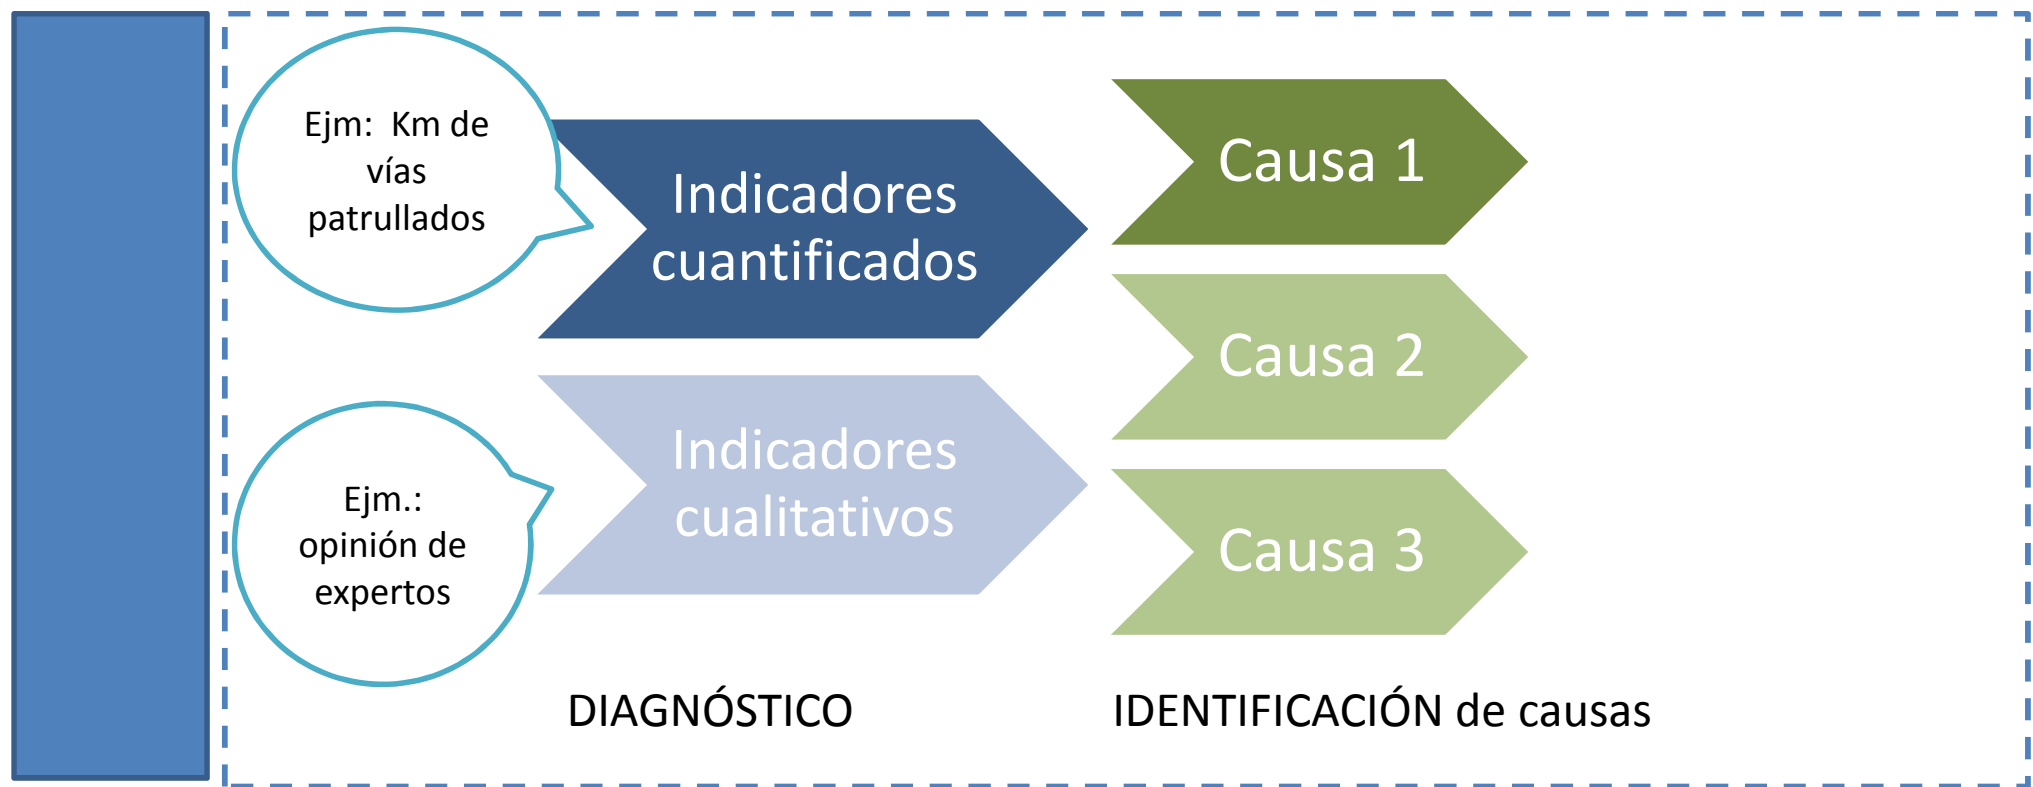 Ejm: Km de
vías
patrullados
Indicadores
cuantificados
Causa 1
Causa 2
Ejm.:
opinión de
expertos
Indicadores
cualitativos
Causa 3
DIAGNÓSTICO
IDENTIFICACIÓN de causas